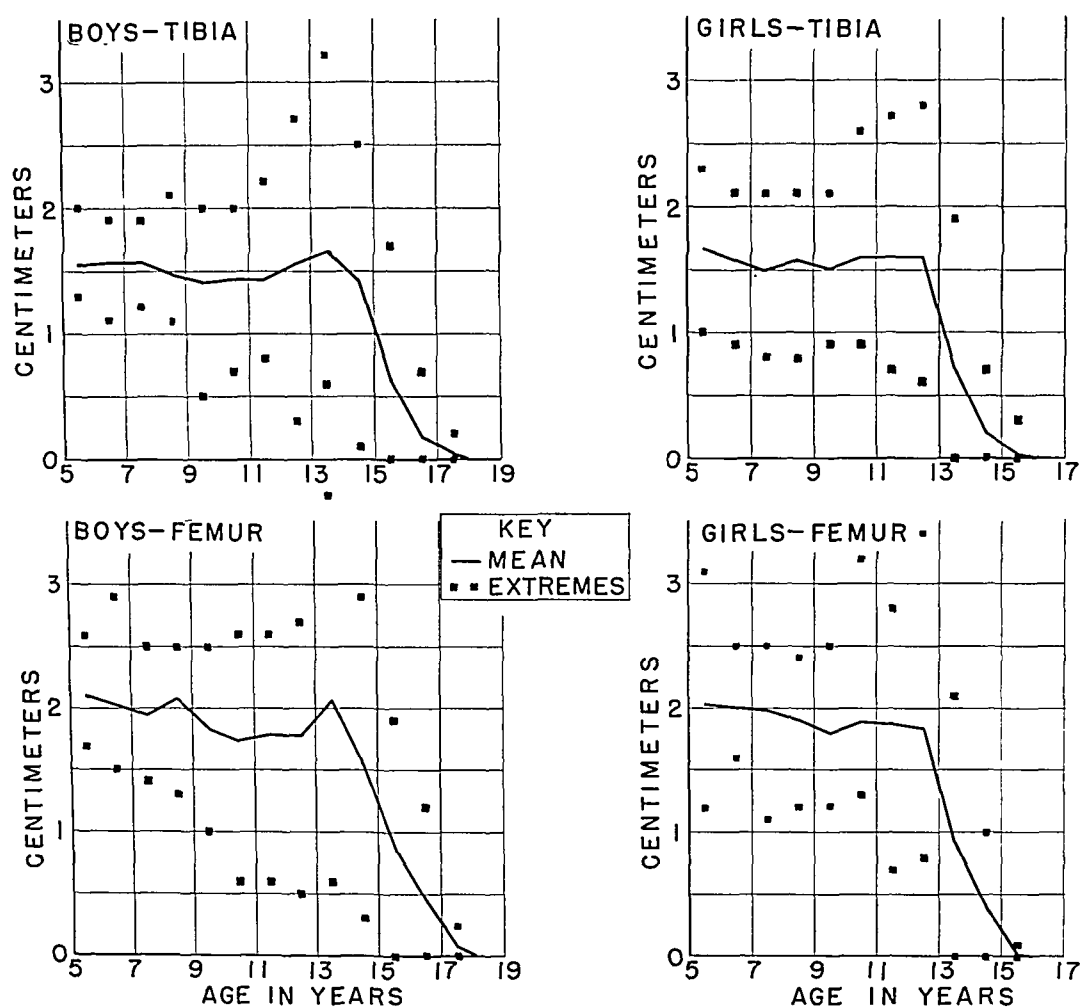 BOYS-TIBIA
3
2
1
0
CENTIMETERS
5 7 9 11 13 15 17 19
GIRLS-TIBIA
3
2
1
0
CENTIMETERS
5 7 9 11 13 15 17
BOYS-FEMUR
3
2
1
0
CENTIMETERS
5 7 9 11 13 15 17 19
AGE IN YEARS
KEY
MEAN
EXTREMES
GIRLS-FEMUR
3
2
1
0
CENTIMETERS
5 7 9 11 13 15 17
AGE IN YEARS